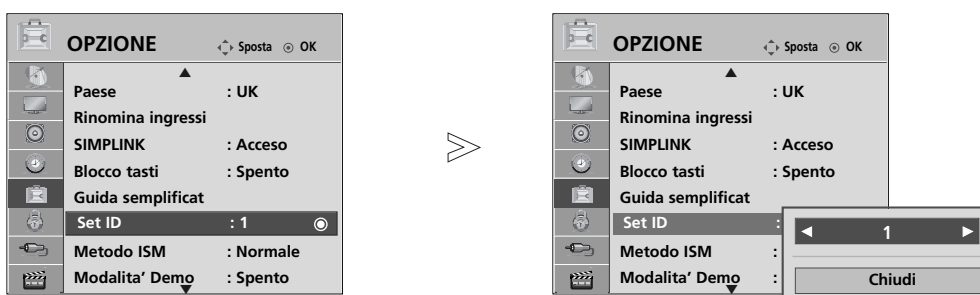 OPZIONE Sposta OK
Paese : UK
Rinomina ingressi
SIMPLINK : Acceso
Blocco tasti : Spento
Guida semplificat
Set ID : 1
Metodo ISM : Normale
Modalita' Demo : Spento
OPZIONE Sposta OK
Paese : UK
Rinomina ingressi
SIMPLINK : Acceso
Blocco tasti : Spento
Guida semplificat
Set ID :
Metodo ISM :
Modalita' Demo :
◄ 1 ►
Chiudi